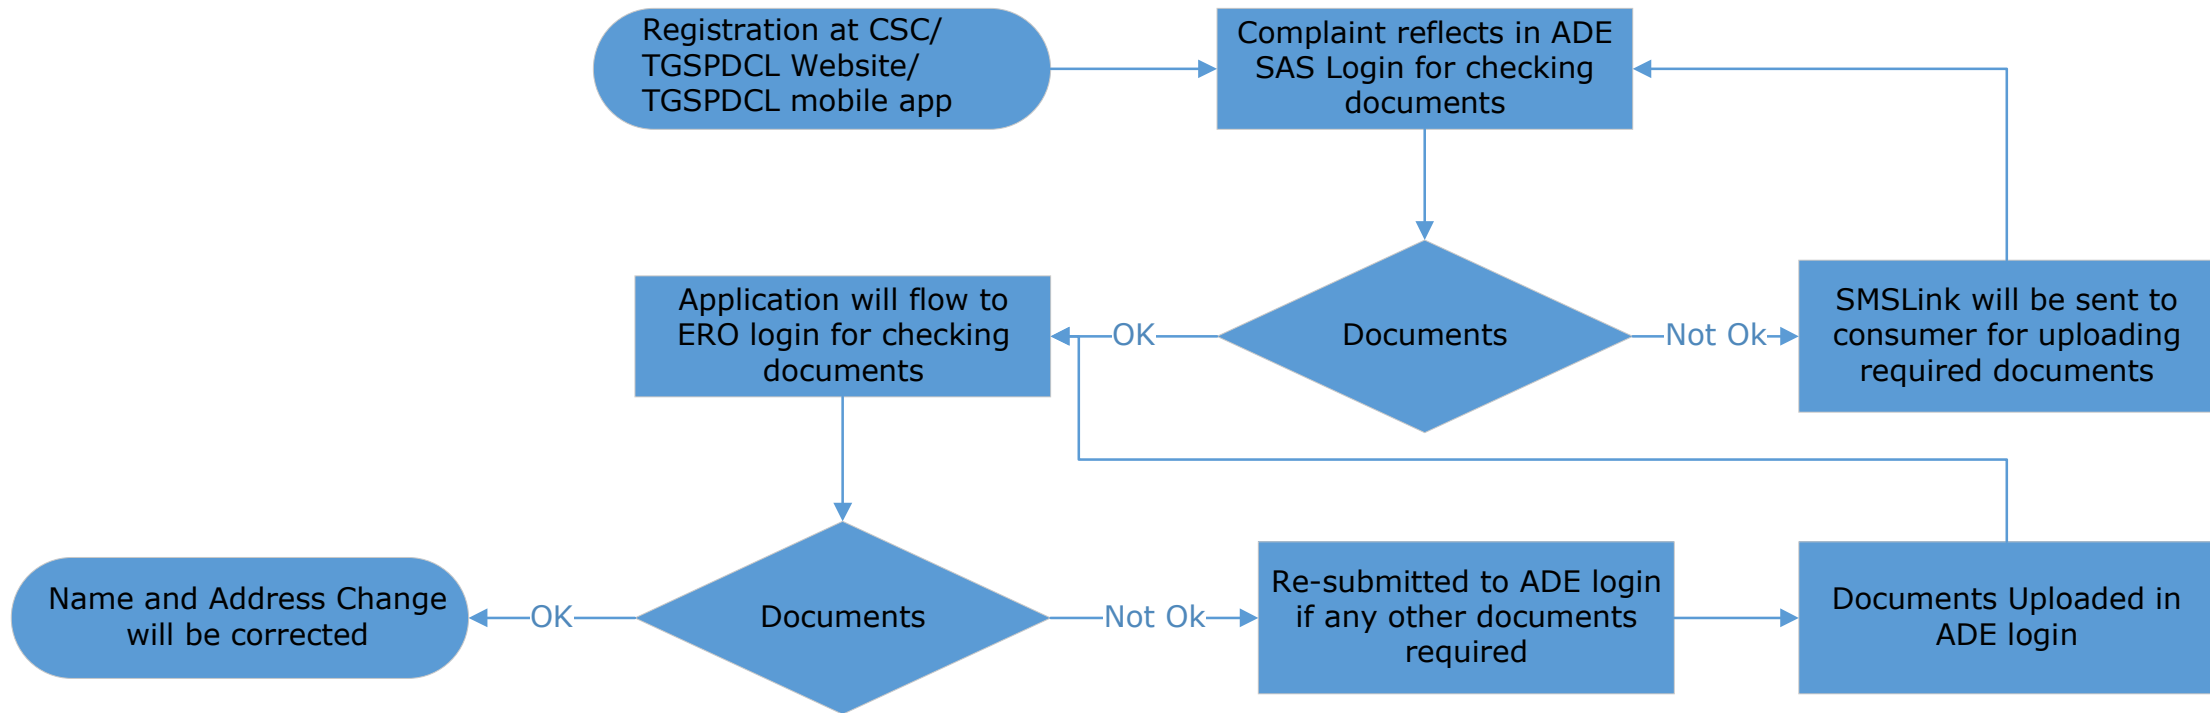 Registration at CSC/
TGSPDCL Website/
TGSPDCL mobile app
Complaint reflects in ADE
SAS Login for checking
documents
Application will flow to
ERO login for checking
documents
OK
Documents
Not Ok
SMSLink will be sent to
consumer for uploading
required documents
Name and Address Change
will be corrected
OK
Documents
Not Ok
Re-submitted to ADE login
if any other documents
required
Documents Uploaded in
ADE login